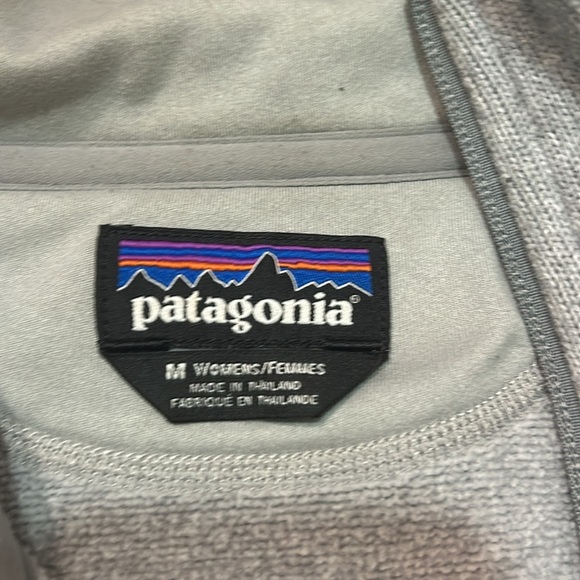 patagonia®
M WOMENS/FEMMES
MADE IN THAILAND
FABRIQUÉ EN THAILANDE